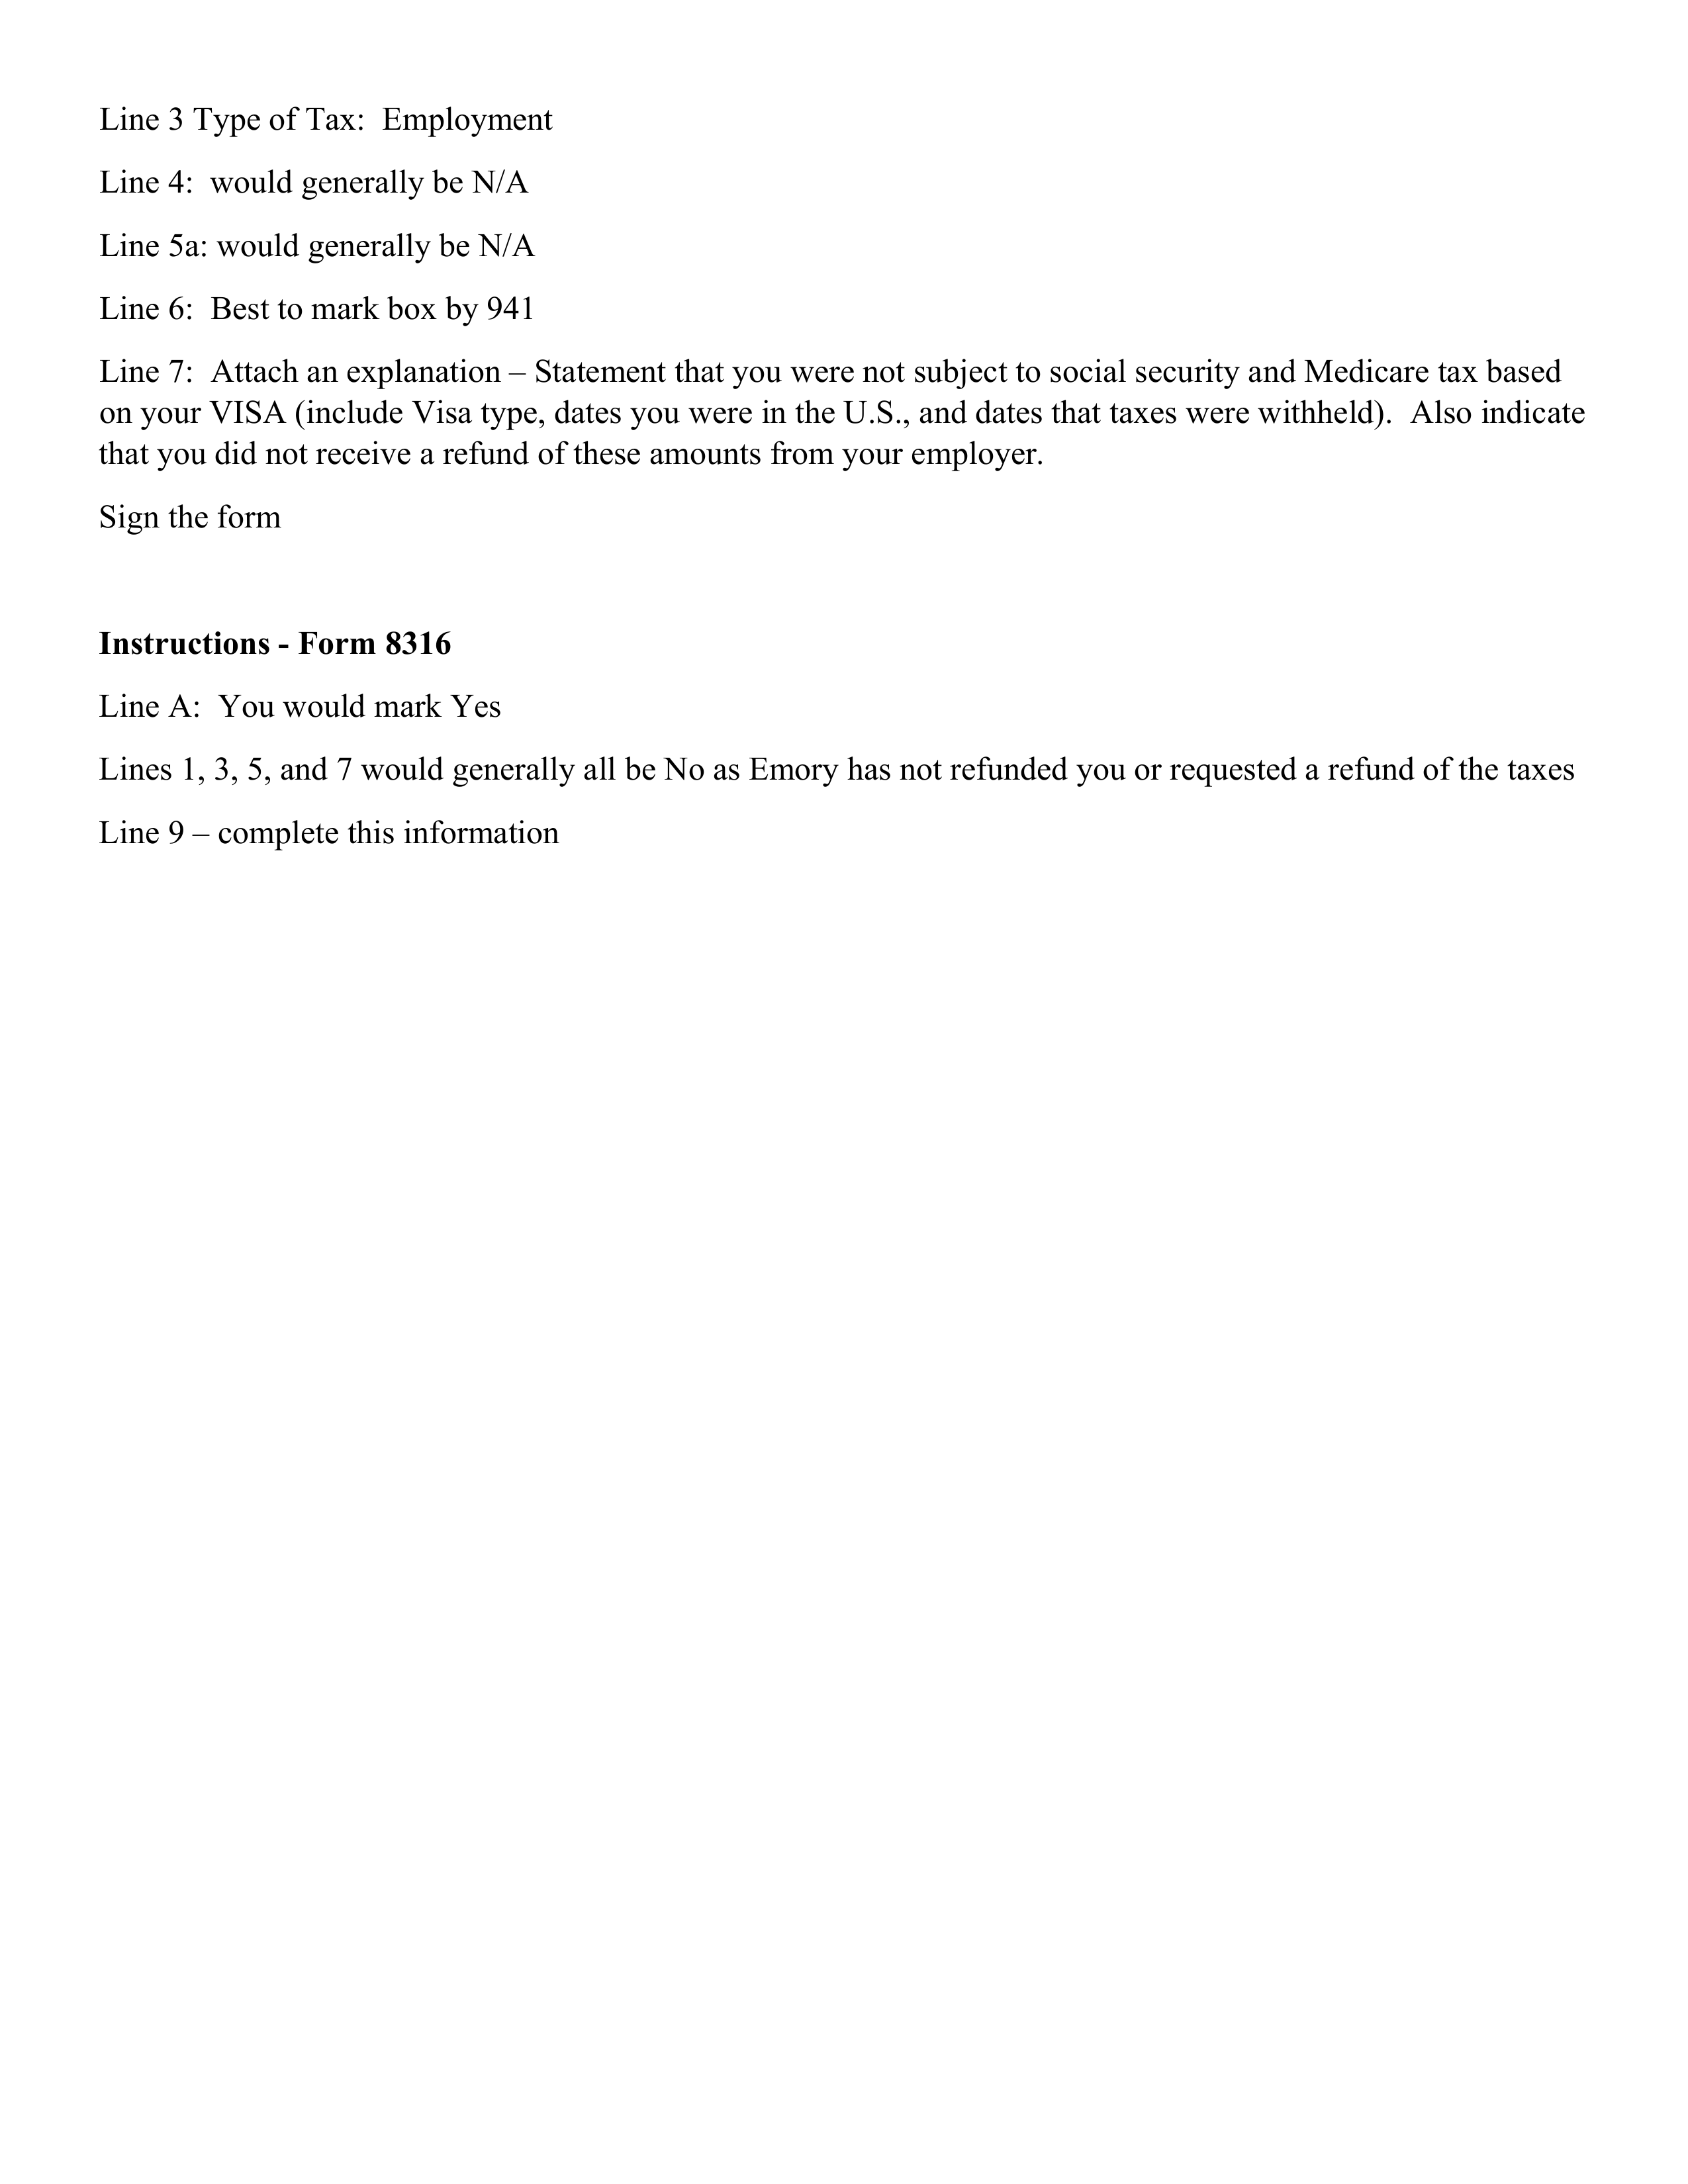 Line 3 Type of Tax:  Employment
Line 4:  would generally be N/A
Line 5a: would generally be N/A
Line 6:  Best to mark box by 941
Line 7:  Attach an explanation – Statement that you were not subject to social security and Medicare tax based
on your VISA (include Visa type, dates you were in the U.S., and dates that taxes were withheld).  Also indicate
that you did not receive a refund of these amounts from your employer.
Sign the form
Instructions - Form 8316
Line A:  You would mark Yes
Lines 1, 3, 5, and 7 would generally all be No as Emory has not refunded you or requested a refund of the taxes
Line 9 – complete this information